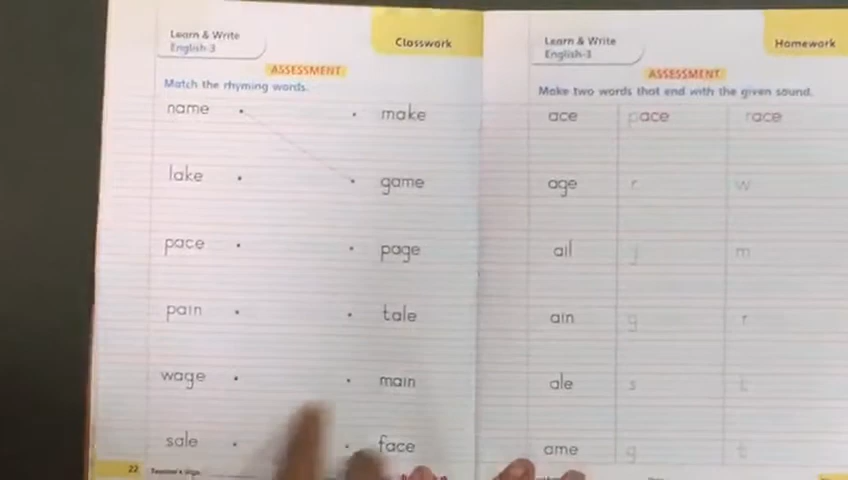 Learn & Write
English-3
Classwork
ASSESSMENT
Match the rhyming words.
name • • make
lake • • game
pace • • page
pain • • tale
wage • • main
sale • • face
22 Teacher's Sign.
Learn & Write
English-3
Homework
ASSESSMENT
Make two words that end with the given sound.
ace pace race
age r w
ail j m
ain g r
ale s t
ame g t